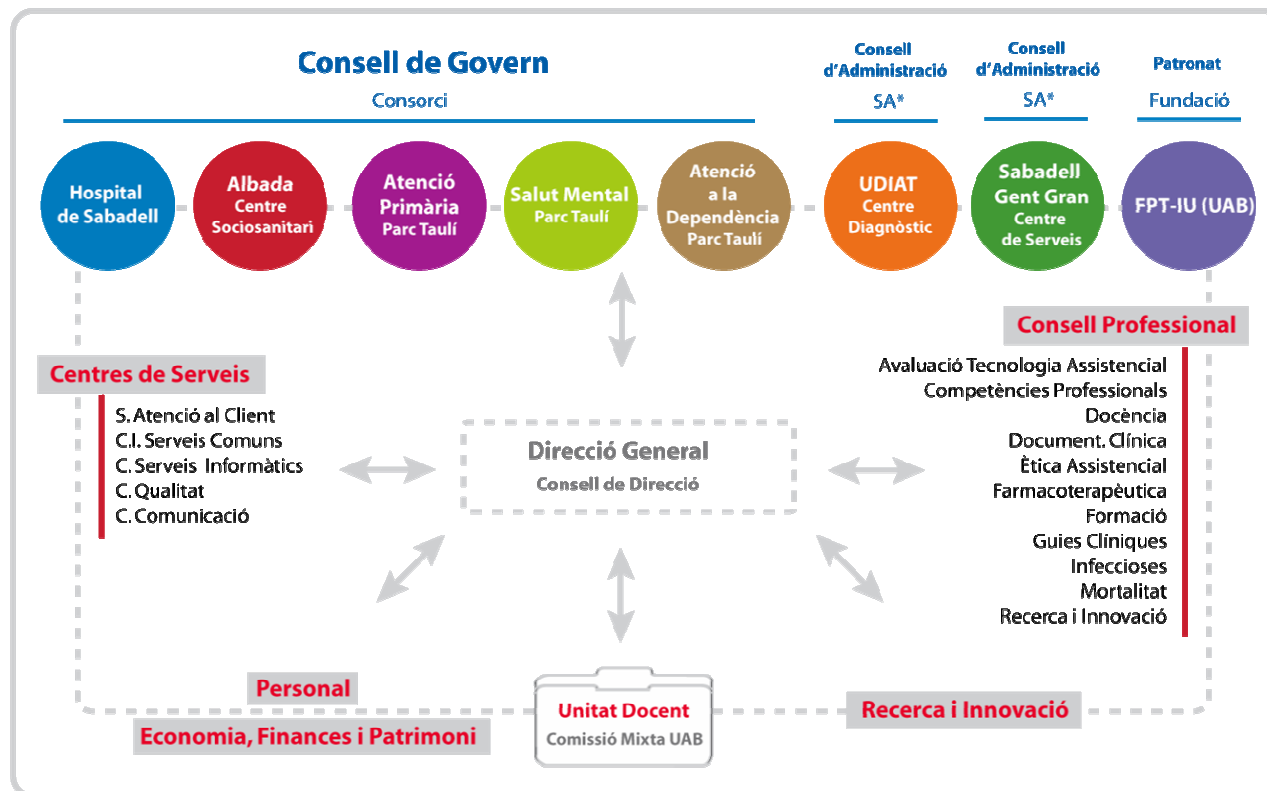 Consell de Govern
Consorci
Consell
d'Administració
SA*
Consell
d'Administració
SA*
Patronat
Fundació
Hospital
de Sabadell
Albada
Centre
Sociosanitari
Atenció
Primària
Parc Taulí
Salut Mental
Parc Taulí
Atenció
a la
Dependència
Parc Taulí
UDIAT
Centre
Diagnòstic
Sabadell
Gent Gran
Centre
de Serveis
FPT-IU (UAB)
Centres de Serveis
S. Atenció al Client
C.I. Serveis Comuns
C. Serveis Informàtics
C. Qualitat
C. Comunicació
Direcció General
Consell de Direcció
Consell Professional
Avaluació Tecnologia Assistencial
Competències Professionals
Docència
Document. Clínica
Ètica Assistencial
Farmacoterapèutica
Formació
Guies Clíniques
Infeccioses
Mortalitat
Recerca i Innovació
Personal
Economia, Finances i Patrimoni
Unitat Docent
Comissió Mixta UAB
Recerca i Innovació